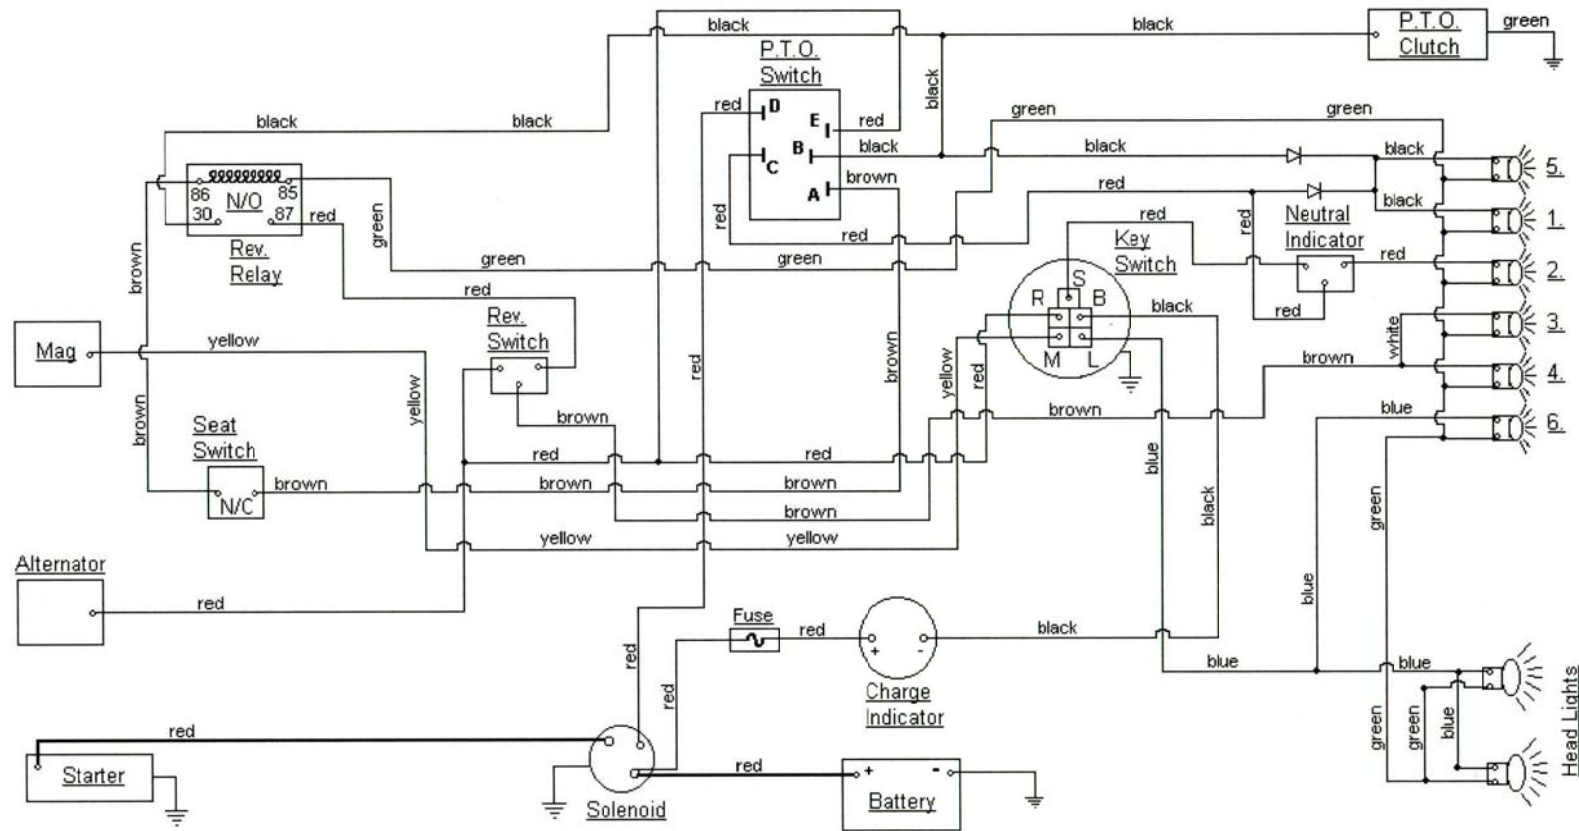 black
black
P.T.O.
Clutch
green
P.T.O.
Switch
red
D
black
green
green
black
black
E
red
B
black
black
black
5.
C
brown
red
86
85
N/O
30
87
red
A
red
green
Rev.
Relay
brown
red
green
green
red
red
Key
Switch
Neutral
Indicator
black
1.
red
red
2.
red
S
R
B
black
M
L
Rev.
Switch
Mag
yellow
red
yellow
red
brown
white
3.
brown
4.
yellow
brown
brown
blue
6.
Seat
Switch
brown
N/C
brown
red
red
brown
brown
brown
blue
black
green
yellow
yellow
Alternator
red
Fuse
red
black
blue
red
red
+
-
Charge
Indicator
blue
blue
green
green
blue
Head Lights
red
Starter
Solenoid
red
+
-
Battery